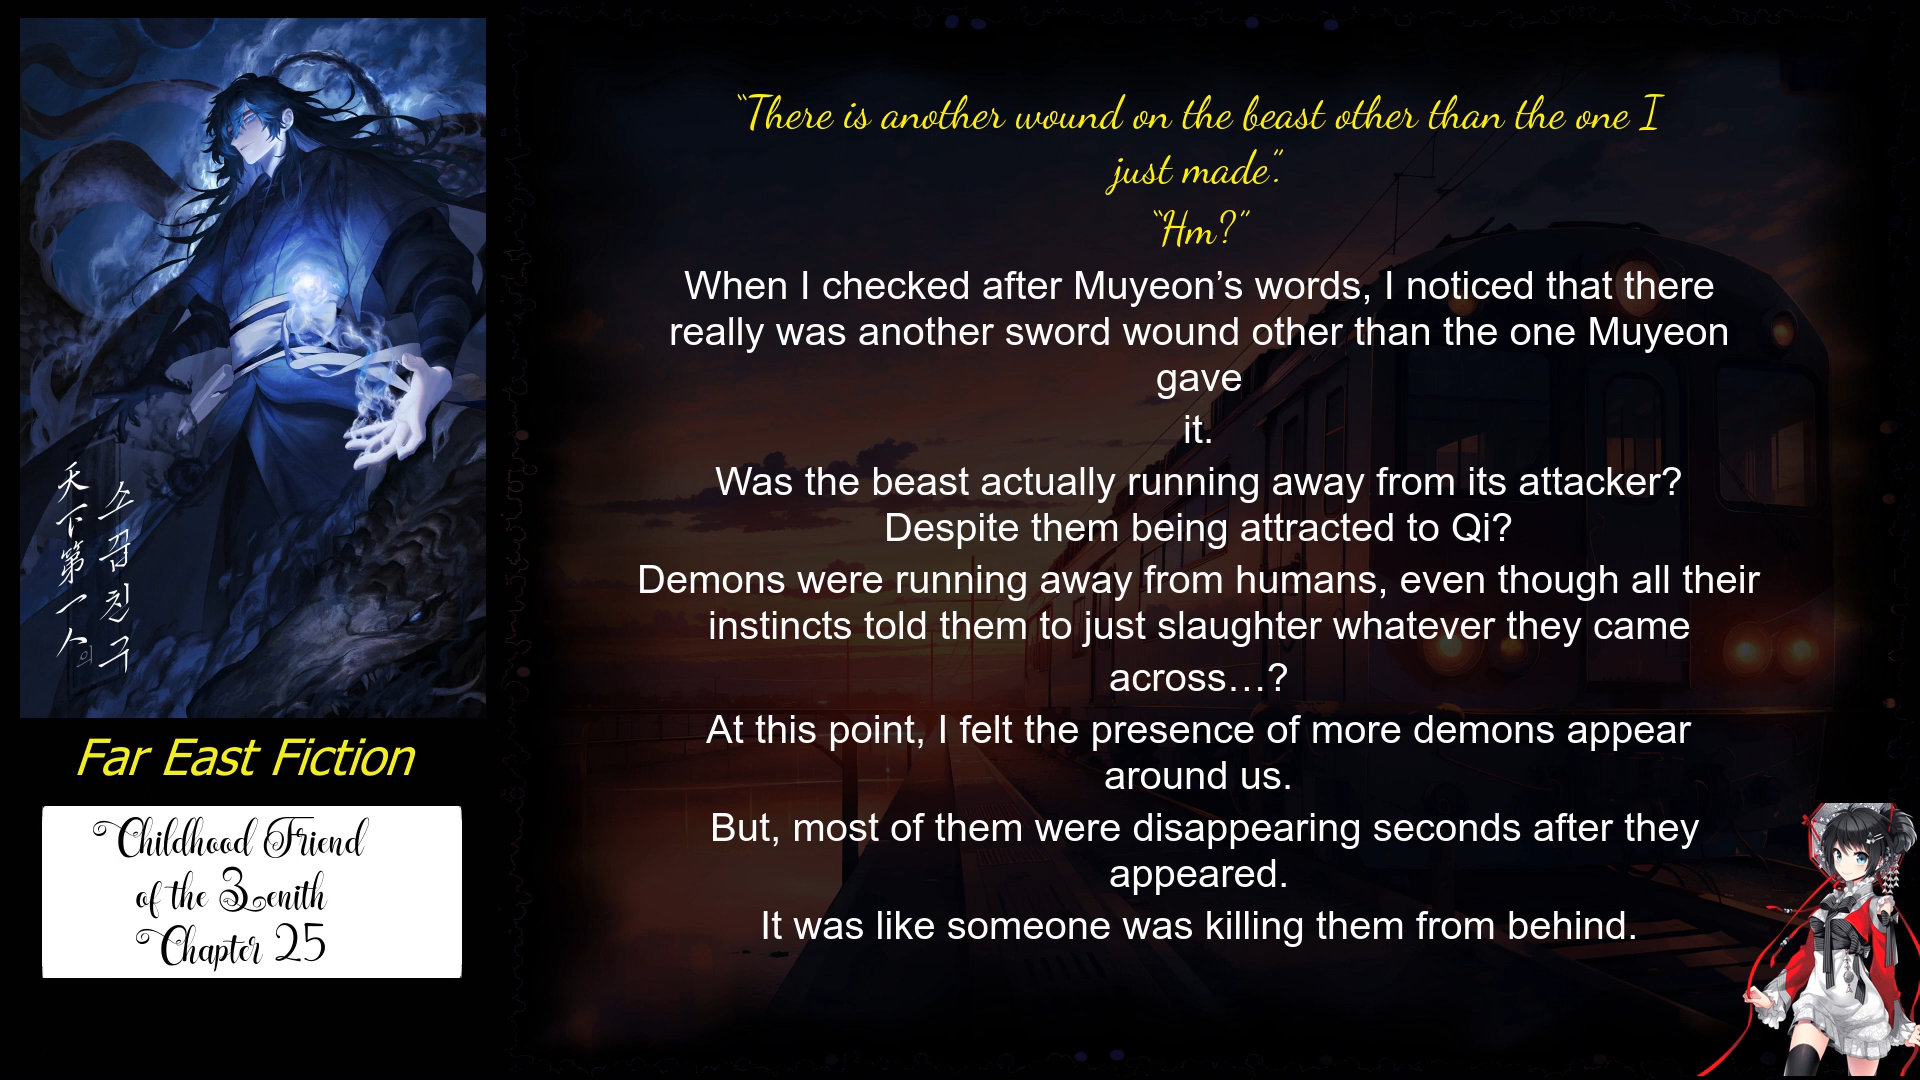 天下第一人의
소꿉친구
Far East Fiction
Childhood Friend
of the Zenith
Chapter 25
“There is another wound on the beast other than the one I
just made”.
“Hm?”
When I checked after Muyeon’s words, I noticed that there
really was another sword wound other than the one Muyeon
gave
it.
Was the beast actually running away from its attacker?
Despite them being attracted to Qi?
Demons were running away from humans, even though all their
instincts told them to just slaughter whatever they came
across…?
At this point, I felt the presence of more demons appear
around us.
But, most of them were disappearing seconds after they
appeared.
It was like someone was killing them from behind.